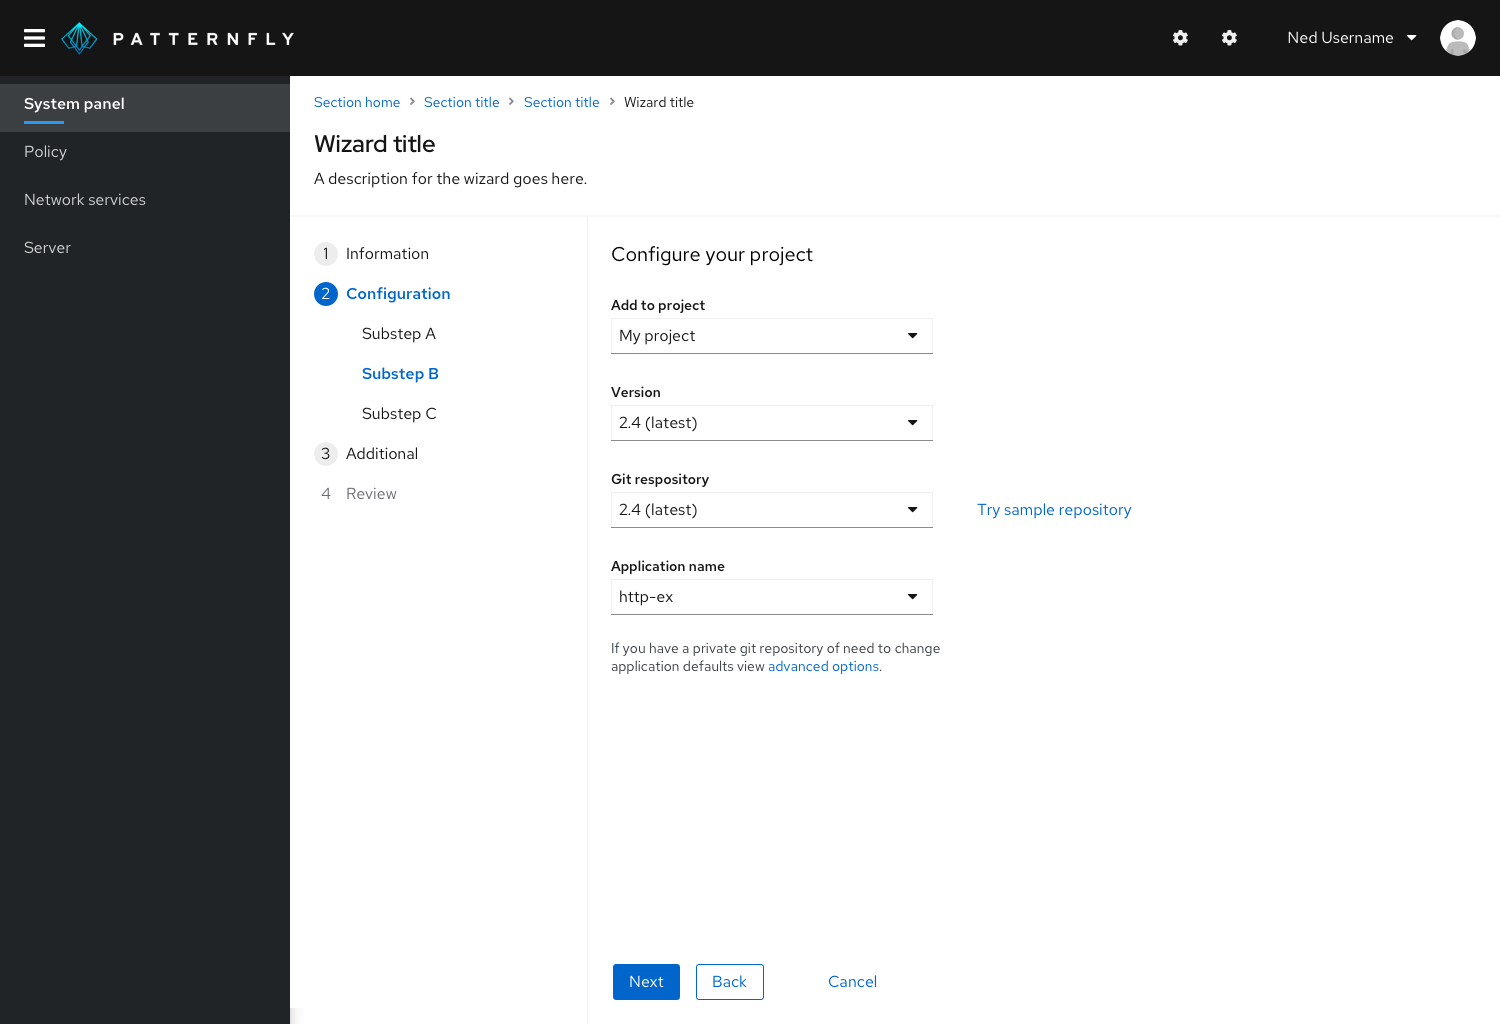 PATTERNFLY
Ned Username
System panel
Policy
Network services
Server
Section home > Section title > Section title > Wizard title
Wizard title
A description for the wizard goes here.
1 Information
2 Configuration
Substep A
Substep B
Substep C
3 Additional
4 Review
Configure your project
Add to project
My project
Version
2.4 (latest)
Git respository
2.4 (latest)
Try sample repository
Application name
http-ex
If you have a private git repository of need to change
application defaults view advanced options.
Next
Back
Cancel